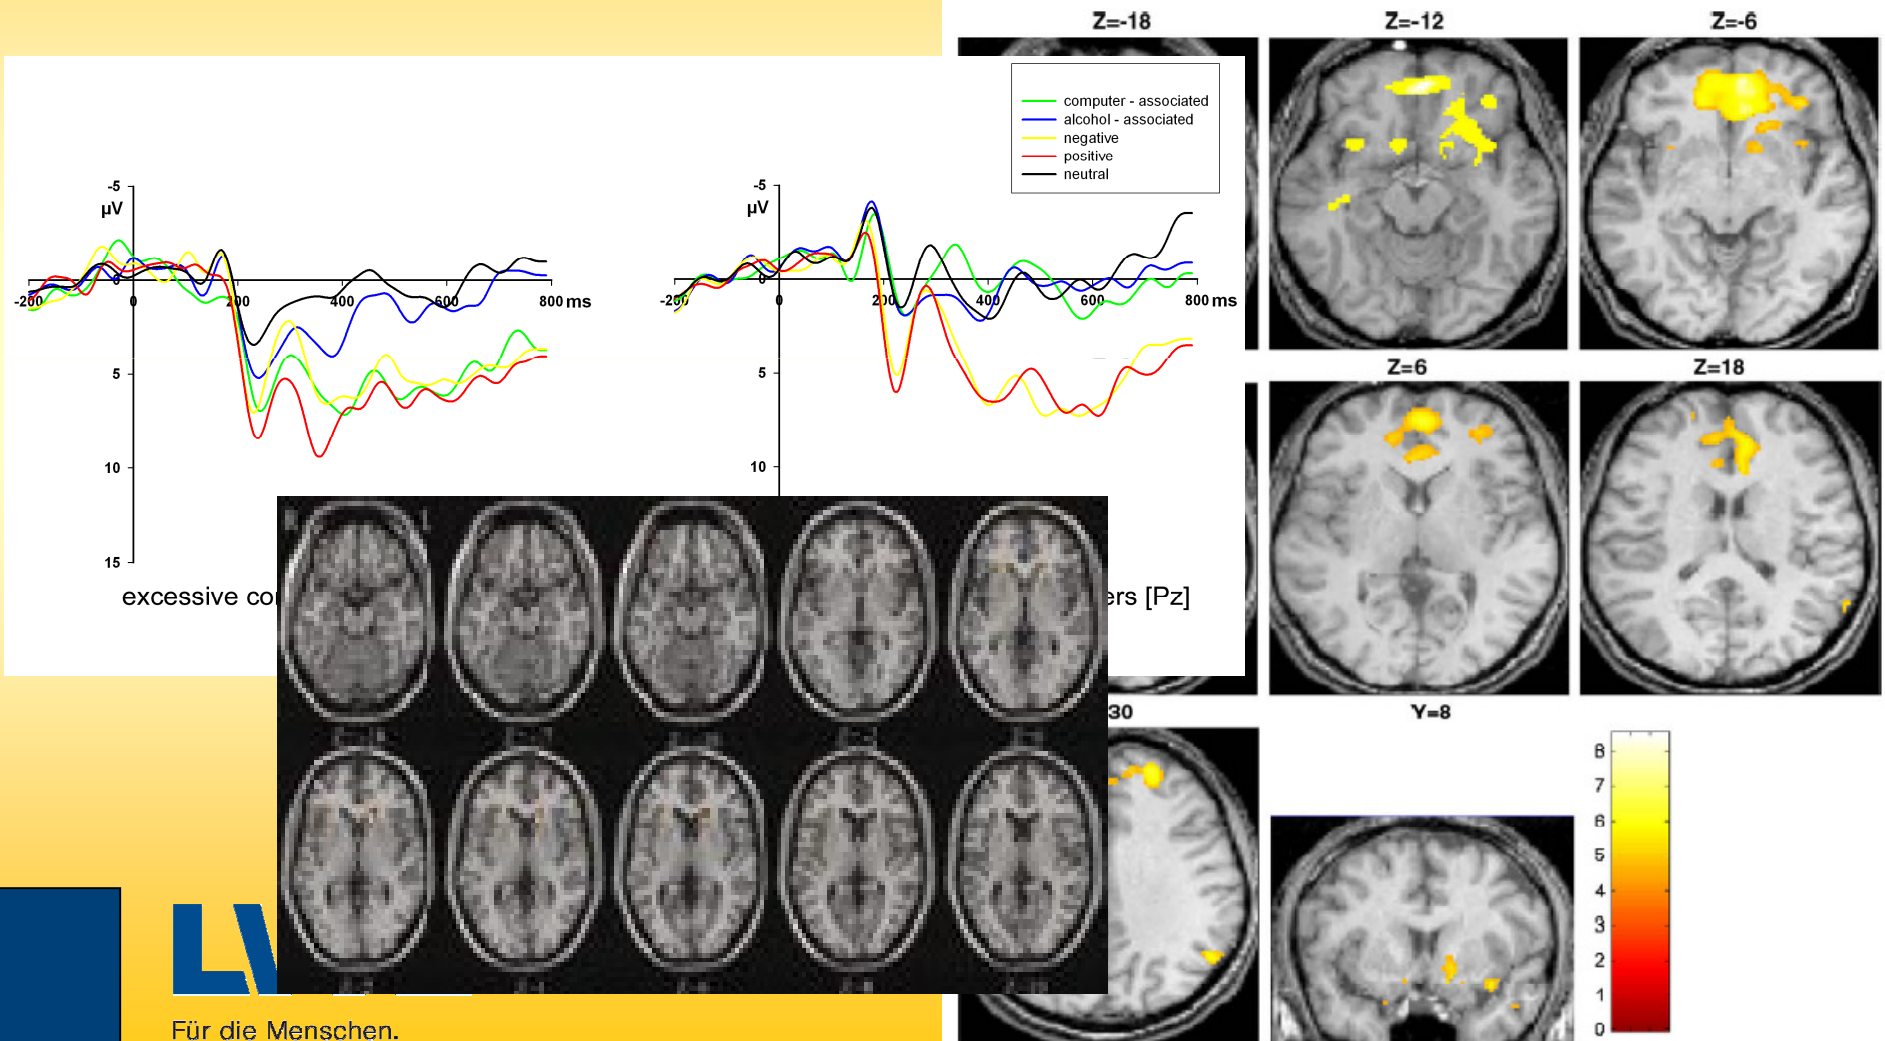 Z=-18
Z=-12
Z=-6
computer - associated
alcohol - associated
negative
positive
neutral
-5
µV
-200
0
0
200
400
600
800 ms
5
10
15
-5
µV
-200
0
200
400
600
800 ms
5
10
excessive
ers [Pz]
Z=6
Z=18
30
Y=8
8
7
6
5
4
3
2
1
0
Für die Menschen.